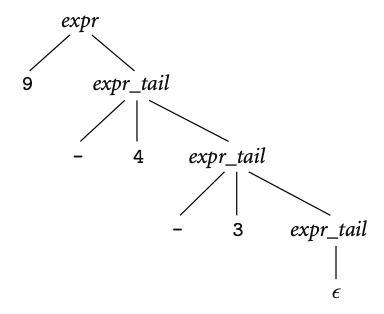 expr
9 expr_tail
- 4 expr_tail
- 3 expr_tail
ϵ